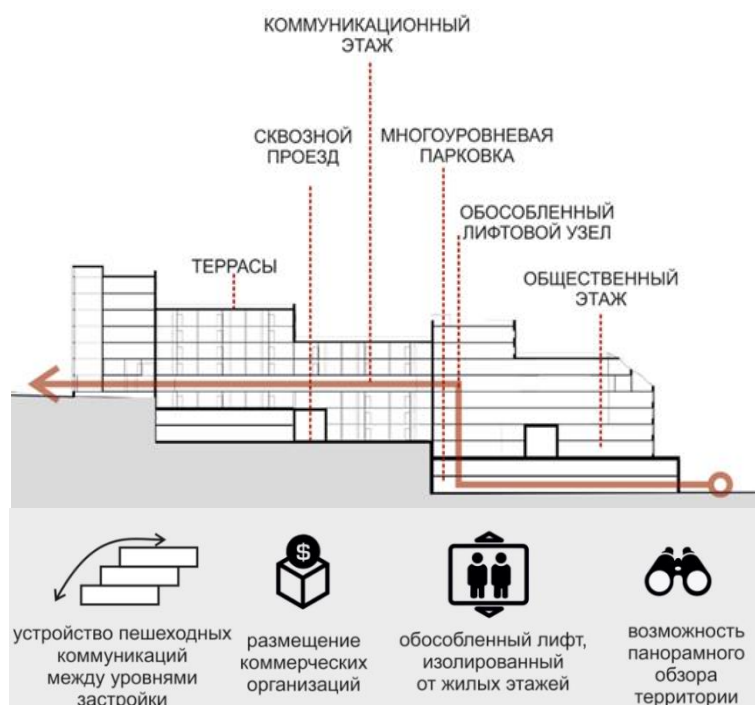 КОММУНИКАЦИОННЫЙ
ЭТАЖ
СКВОЗНОЙ
ПРОЕЗД
МНОГОУРОВНЕВАЯ
ПАРКОВКА
ОБОСОБЛЕННЫЙ
ЛИФТОВОЙ УЗЕЛ
ТЕРРАСЫ
ОБЩЕСТВЕННЫЙ
ЭТАЖ
$
устройство пешеходных
коммуникаций
между уровнями
застройки
размещение
коммерческих
организаций
обособленный лифт,
изолированный
от жилых этажей
возможность
панорамного
обзора
территории